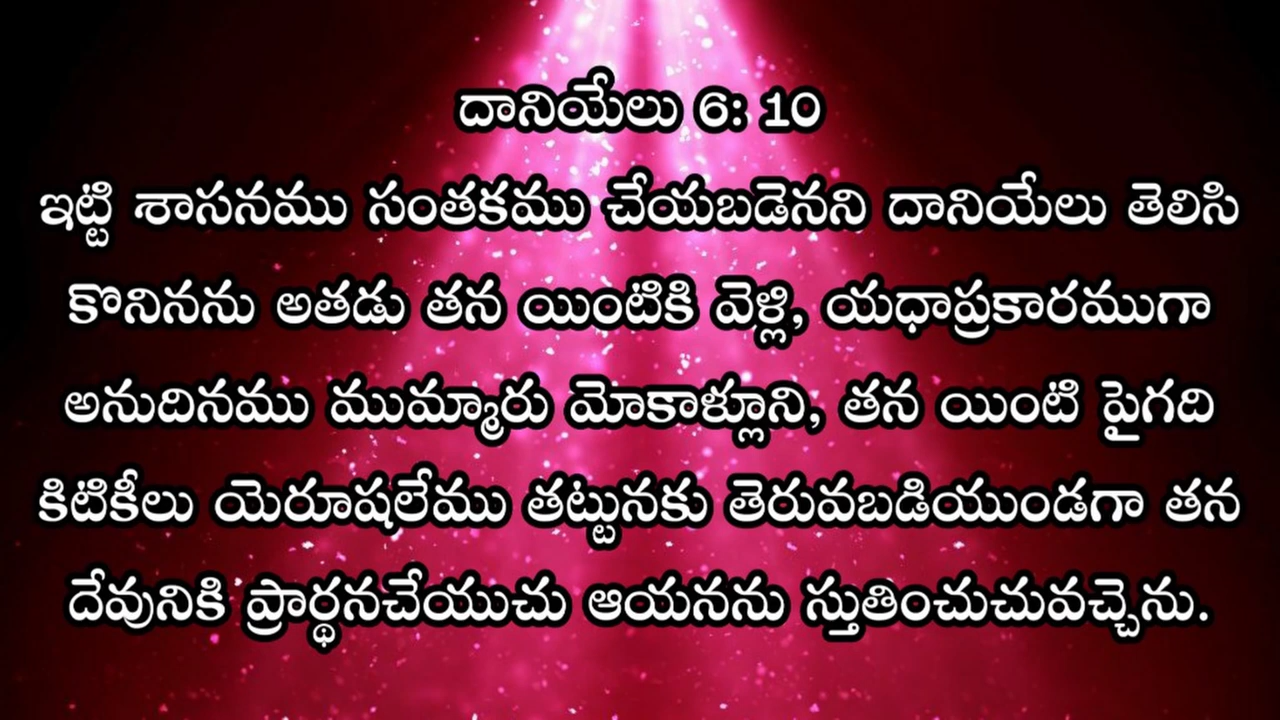 దానియేలు 6: 10
ఇట్టి శాసనము సంతకము చేయబడెనని దానియేలు తెలిసి
కొనినను అతడు తన యింటికి వెళ్లి, యధాప్రకారముగా
అనుదినము ముమ్మారు మోకాళ్లూని, తన యింటి పైగది
కిటికీలు యెరూషలేము తట్టునకు తెరువబడియుండగా తన
దేవునికి ప్రార్థనచేయుచు ఆయనను స్తుతించుచువచ్చెను.